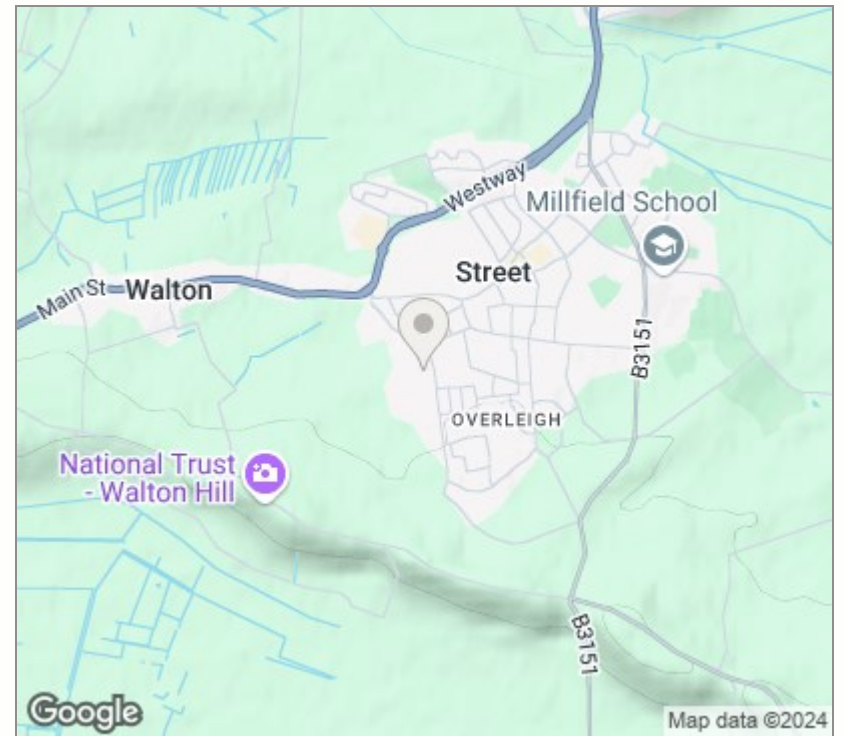 Westway
Millfield School
Street
Main St
Walton
B3151
OVERLEIGH
National Trust
- Walton Hill
B3151
Google
Map data ©2024